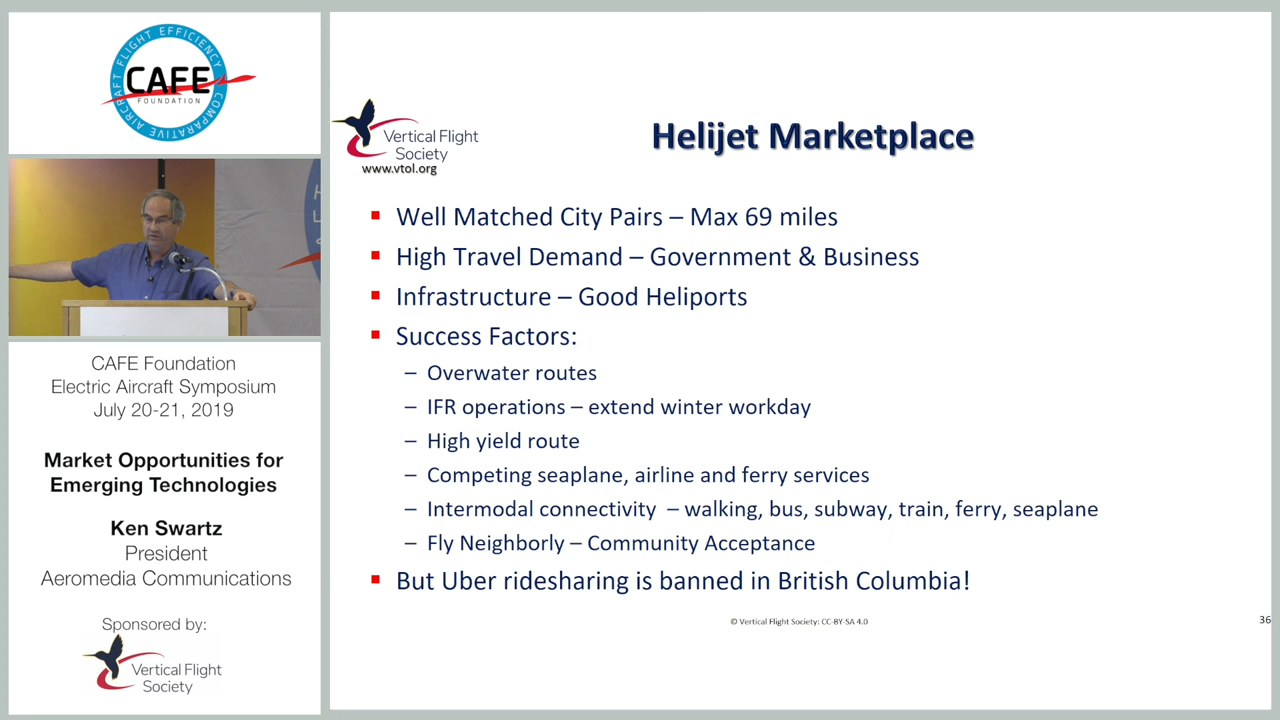 AIRCRAFT FLIGHT EFFICIENCY
CAFE
FOUNDATION
COMPARATIVE
CAFE Foundation
Electric Aircraft Symposium
July 20-21, 2019
Market Opportunities for
Emerging Technologies
Ken Swartz
President
Aeromedia Communications
Sponsored by:
Vertical Flight
Society
Vertical Flight
Society
www.vtol.org
Helijet Marketplace
▪ Well Matched City Pairs – Max 69 miles
▪ High Travel Demand – Government & Business
▪ Infrastructure – Good Heliports
▪ Success Factors:
– Overwater routes
– IFR operations – extend winter workday
– High yield route
– Competing seaplane, airline and ferry services
– Intermodal connectivity – walking, bus, subway, train, ferry, seaplane
– Fly Neighborly – Community Acceptance
▪ But Uber ridesharing is banned in British Columbia!
© Vertical Flight Society: CC-BY-SA 4.0
36